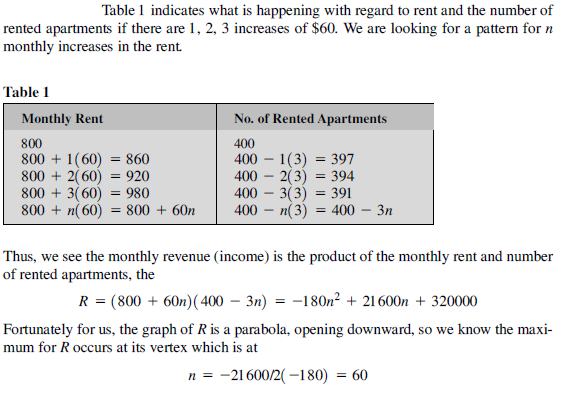 Table 1 indicates what is happening with regard to rent and the number of
rented apartments if there are 1, 2, 3 increases of $60. We are looking for a pattern for n
monthly increases in the rent.
Table 1
Monthly Rent No. of Rented Apartments
800 400
800 + 1(60) = 860 400 − 1(3) = 397
800 + 2(60) = 920 400 − 2(3) = 394
800 + 3(60) = 980 400 − 3(3) = 391
800 + n(60) = 800 + 60n 400 − n(3) = 400 − 3n
Thus, we see the monthly revenue (income) is the product of the monthly rent and number
of rented apartments, the
R = (800 + 60n)(400 − 3n) = −180n² + 21600n + 320000
Fortunately for us, the graph of R is a parabola, opening downward, so we know the maxi-
mum for R occurs at its vertex which is at
n = −21600/2(−180) = 60